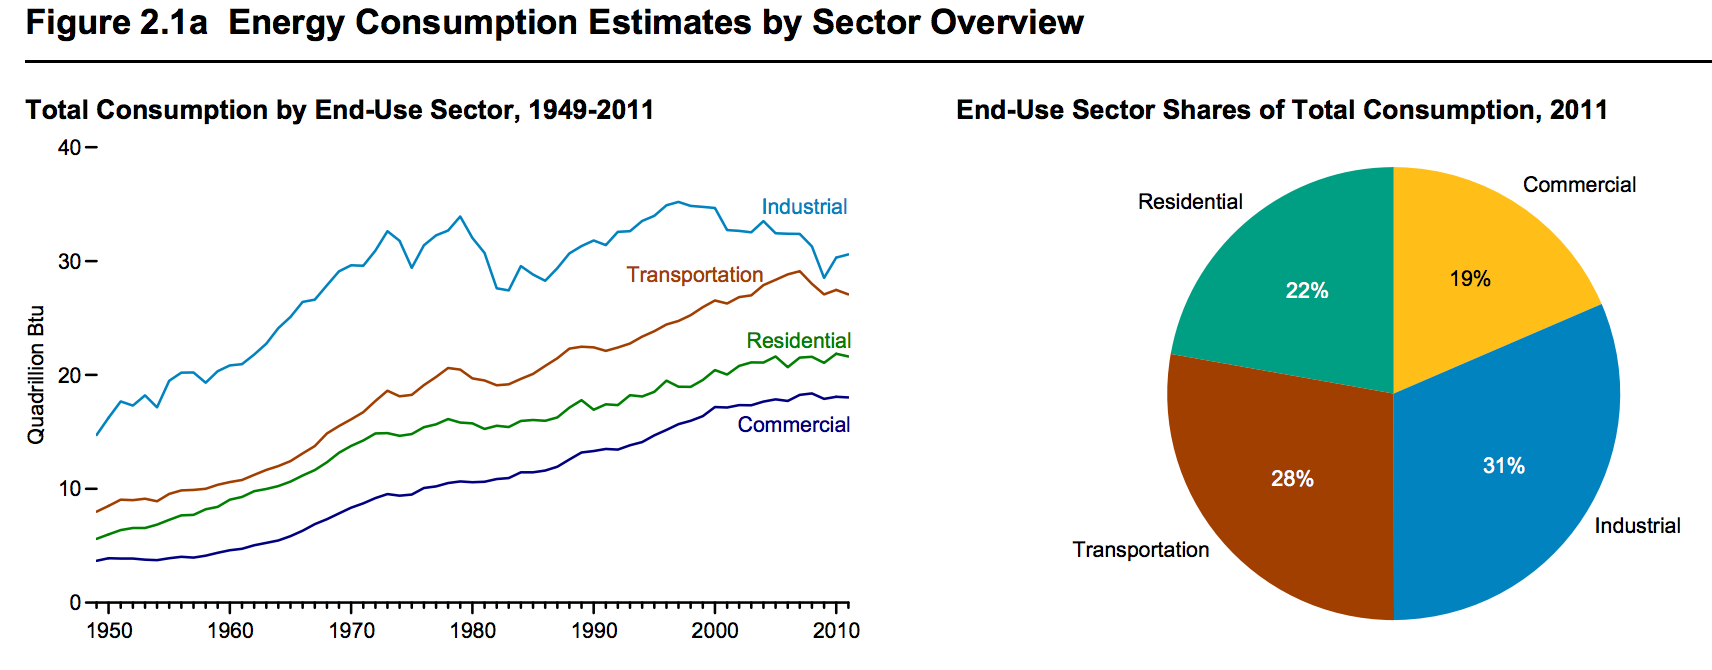 Figure 2.1a  Energy Consumption Estimates by Sector Overview
Total Consumption by End-Use Sector, 1949-2011
40
30
20
10
0
Quadrillion Btu
Industrial
Transportation
Residential
Commercial
1950 1960 1970 1980 1990 2000 2010
End-Use Sector Shares of Total Consumption, 2011
Residential
Commercial
22%
19%
28%
31%
Transportation
Industrial